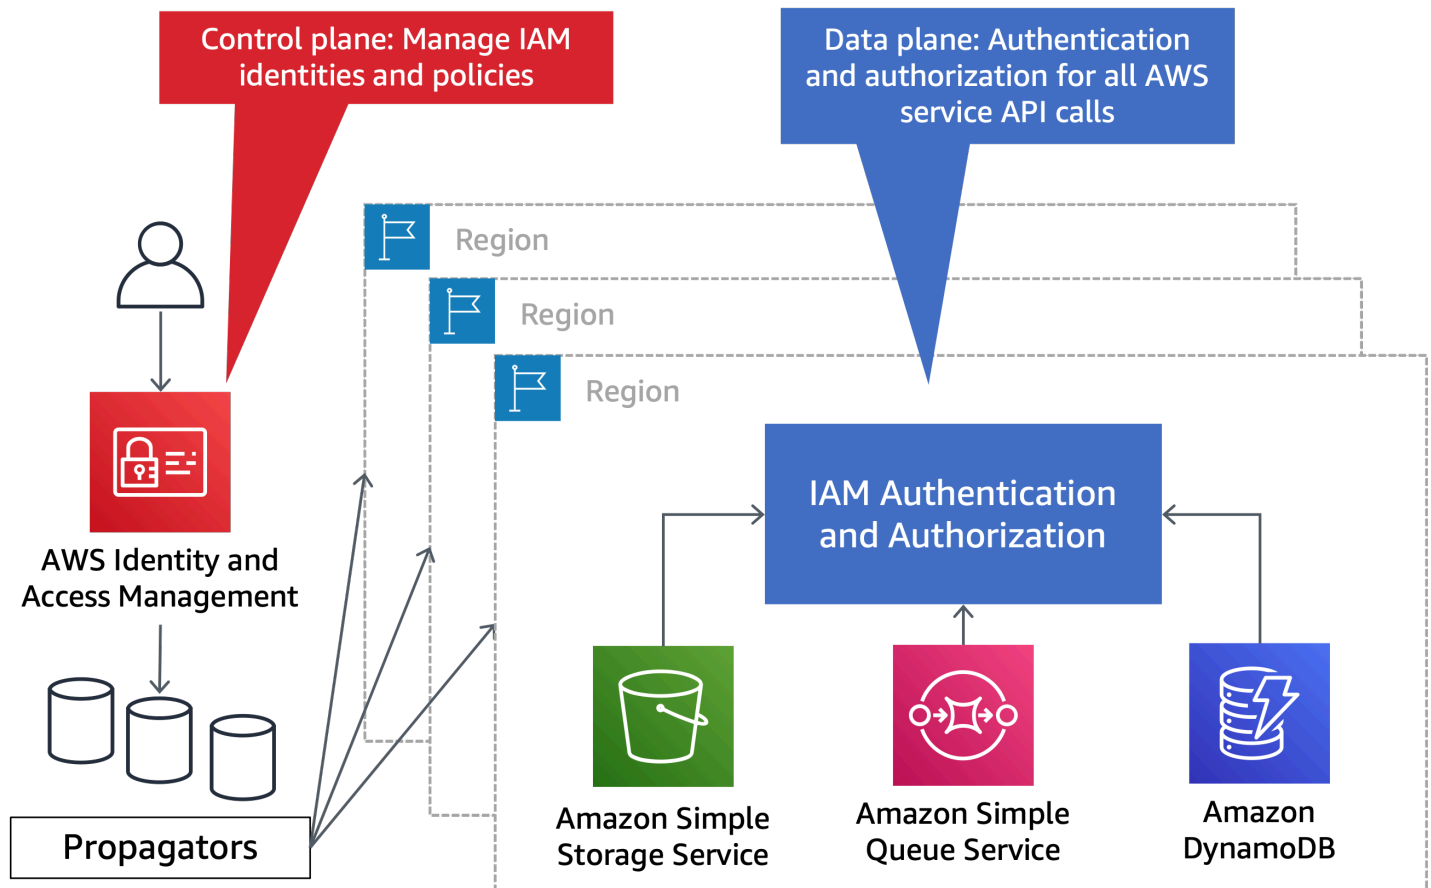 Control plane: Manage IAM
identities and policies
Data plane: Authentication
and authorization for all AWS
service API calls
Region
Region
Region
IAM Authentication
and Authorization
AWS Identity and
Access Management
Propagators
Amazon Simple
Storage Service
Amazon Simple
Queue Service
Amazon
DynamoDB